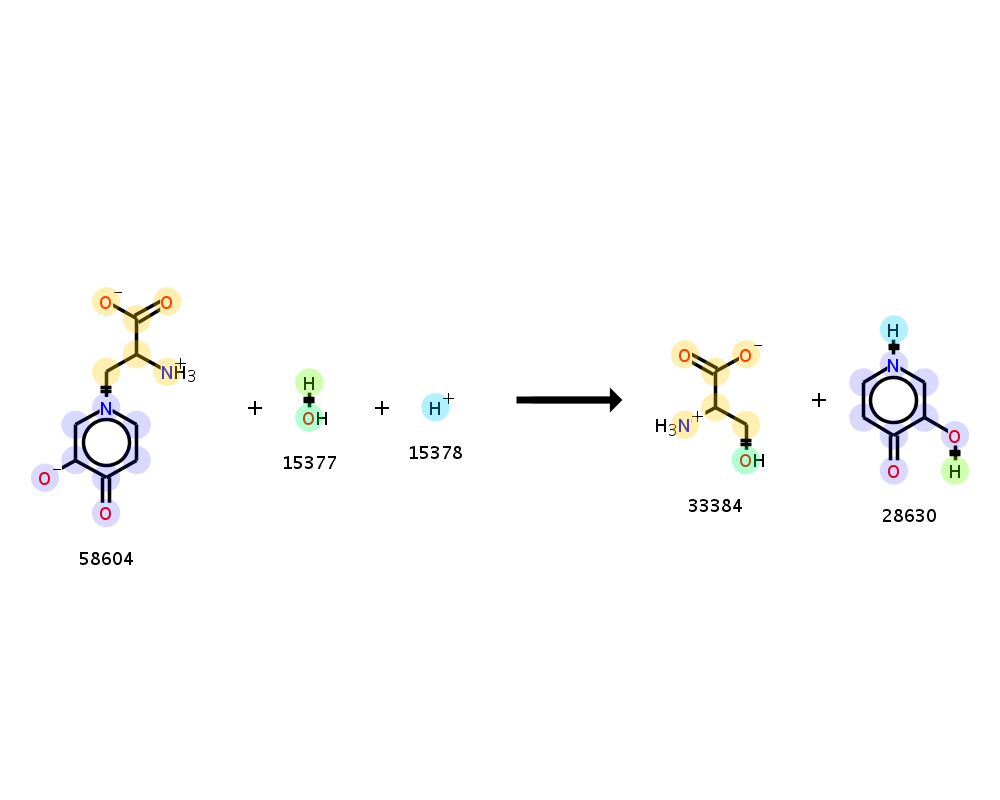 O− O
NH3+
N
O−
O
58604
+
H
OH
15377
+
H+
15378
O O−
H3N+
OH
33384
+
H
N
O
O
H
28630